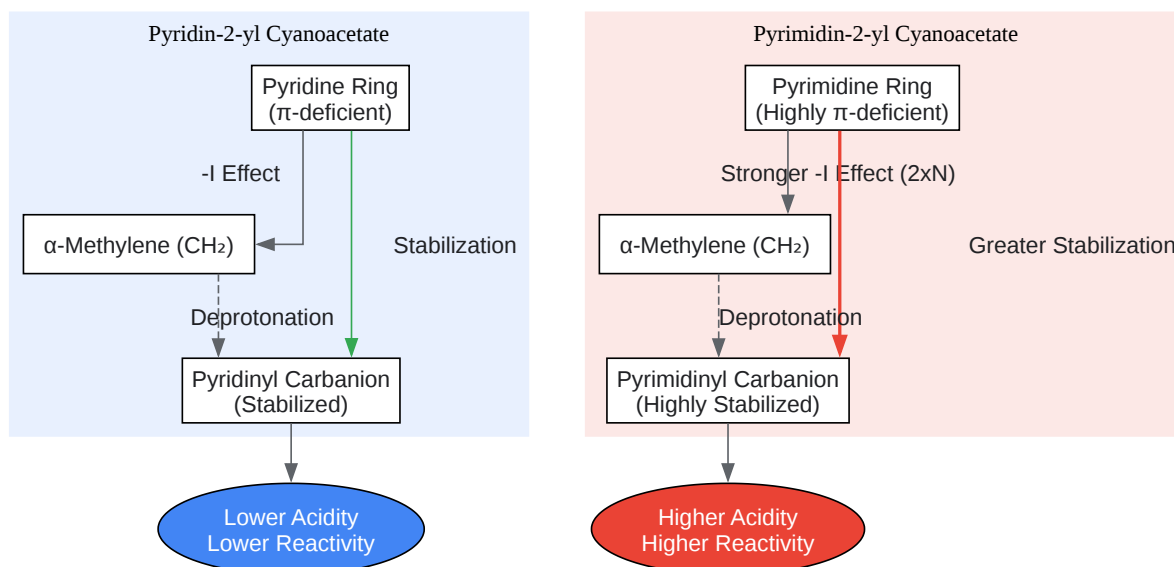 Pyridin-2-yl Cyanoacetate
Pyridine Ring
(π-deficient)
-I Effect
α-Methylene (CH₂)
Stabilization
Deprotonation
Pyridinyl Carbanion
(Stabilized)
Lower Acidity
Lower Reactivity
Pyrimidin-2-yl Cyanoacetate
Pyrimidine Ring
(Highly π-deficient)
Stronger -I Effect (2xN)
α-Methylene (CH₂)
Greater Stabilization
Deprotonation
Pyrimidinyl Carbanion
(Highly Stabilized)
Higher Acidity
Higher Reactivity